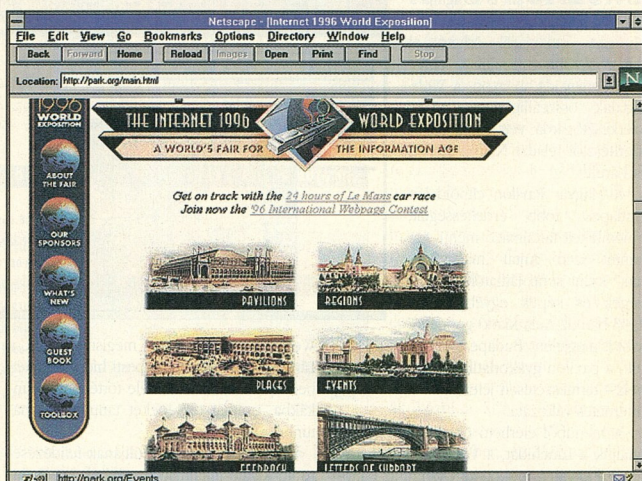 Netscape - [Internet 1996 World Exposition]
File Edit View Go Bookmarks Options Directory Window Help
Back Forward Home Reload Images Open Print Find Stop
Location: http://park.org/main.html
N
1996
WORLD
EXPOSITION
ABOUT
THE FAIR
OUR
SPONSORS
WHAT'S
NEW
GUEST
BOOK
TOOLBOX
THE INTERNET 1996 WORLD EXPOSITION
A WORLD'S FAIR FOR THE INFORMATION AGE
Get on track with the 24 hours of Le Mans car race
Join now the '96 International Webpage Contest
PAVILIONS
REGIONS
PLACES
EVENTS
FEEDBACK
LETTERS OF SUPPORT
http://park.org/Events